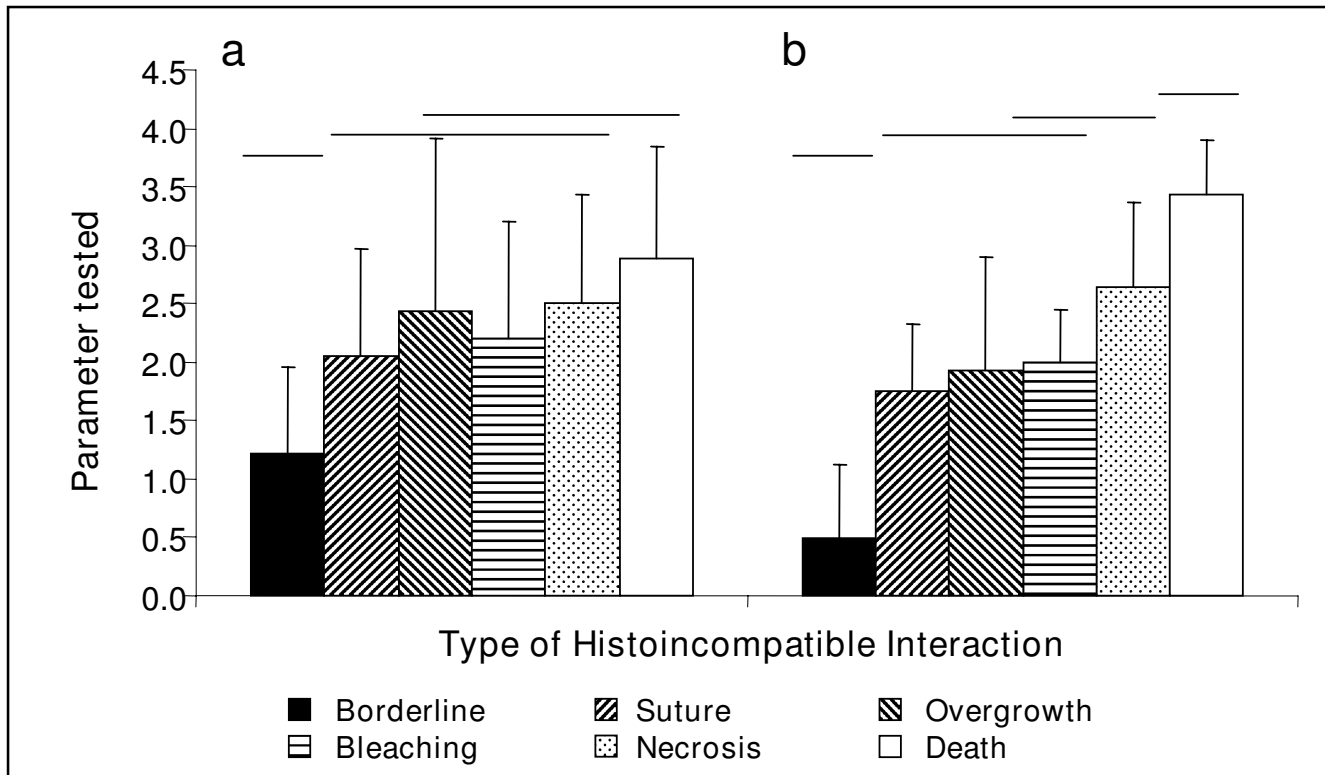 a b
4.5
4.0
3.5
3.0
2.5
2.0
1.5
1.0
0.5
0.0
Parameter tested
Type of Histoincompatible Interaction
Borderline Suture Overgrowth
Bleaching Necrosis Death